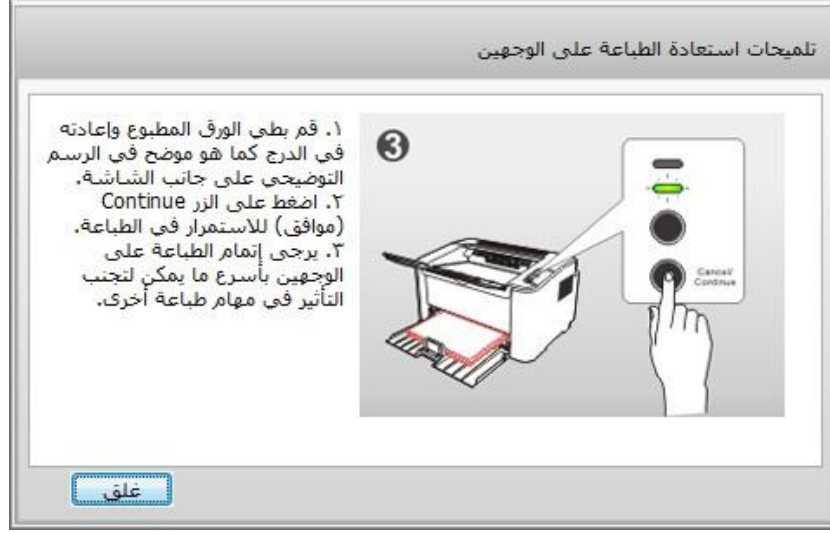 تلميحات استعادة الطباعة على الوجهين
١. قم بطي الورق المطبوع وإعادته
في الدرج كما هو موضح في الرسم
التوضيحي على جانب الشاشة.
٢. اضغط على الزر Continue
(موافق) للاستمرار في الطباعة.
٣. يرجى إتمام الطباعة على
الوجهين بأسرع ما يمكن لتجنب
التأثير في مهام طباعة أخرى.
3
Cancel/
Continue
غلق